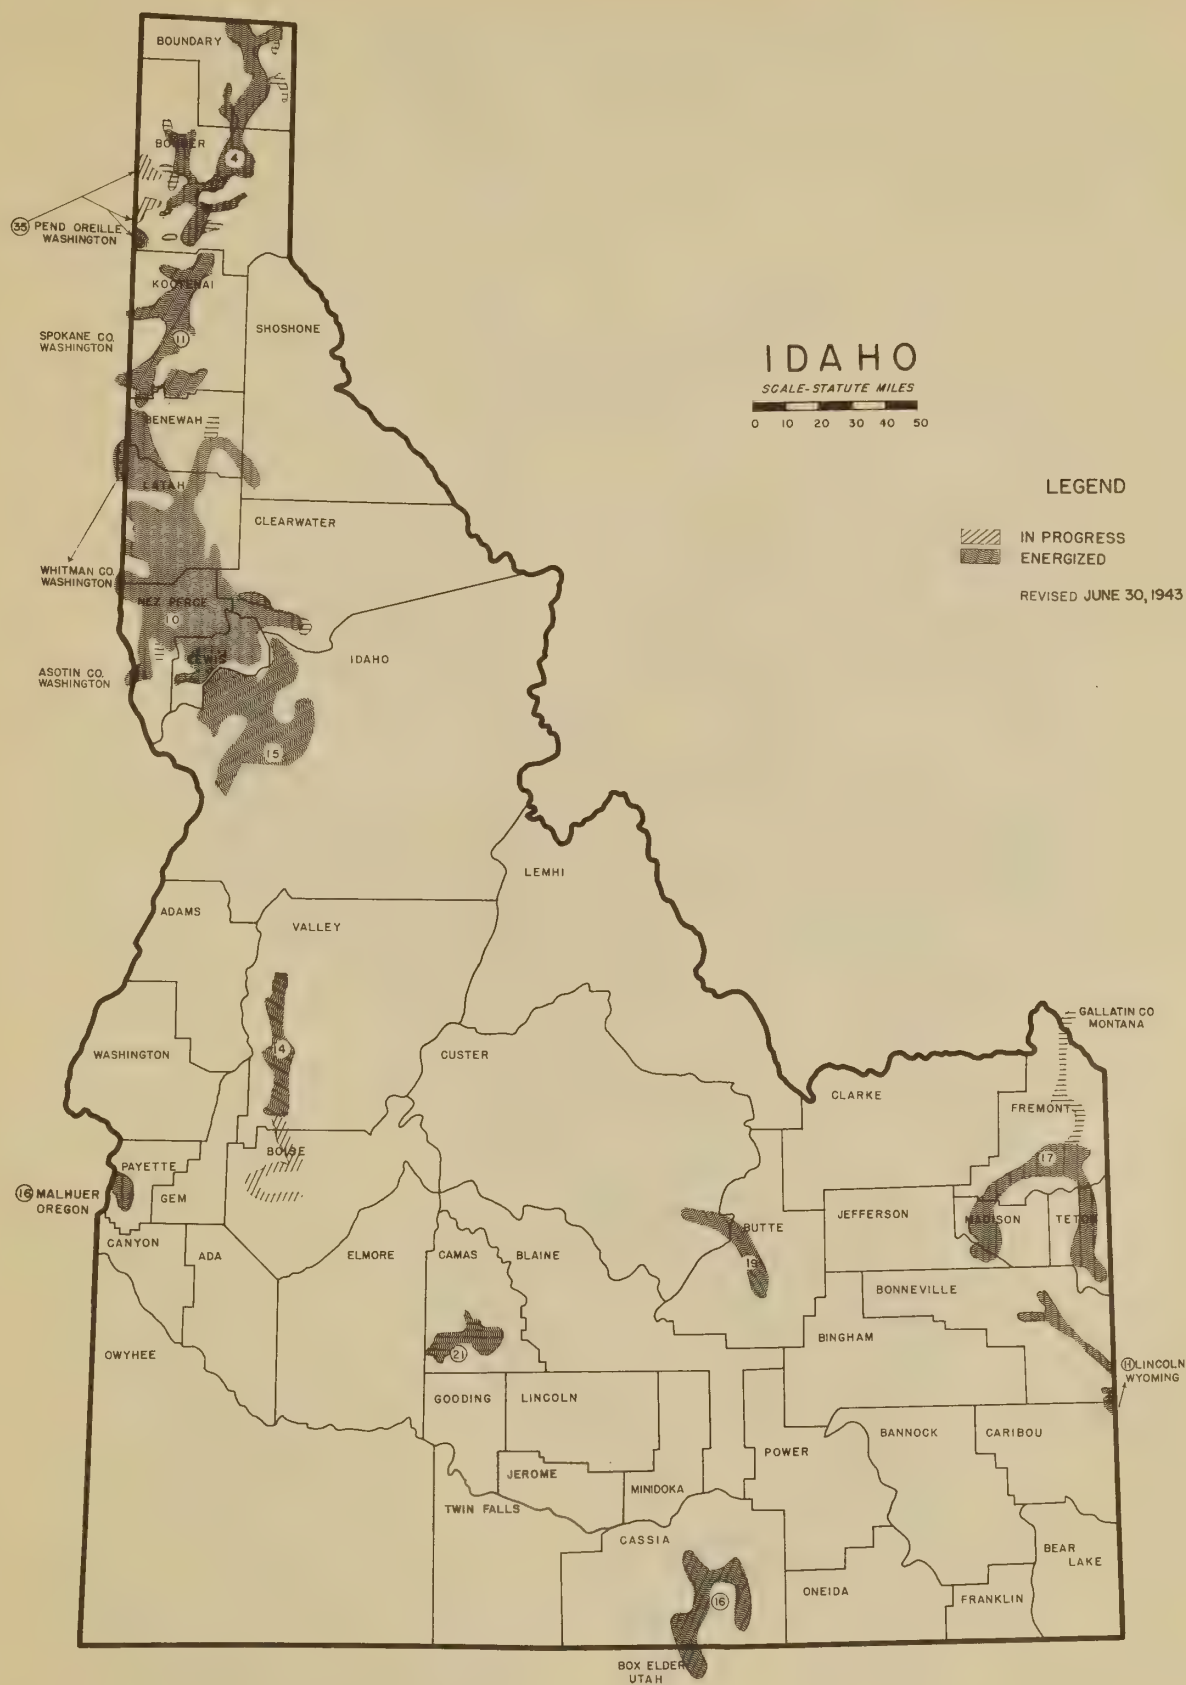 BOUNDARY
BONNER
4
35 PEND OREILLE
WASHINGTON
KOOTENAI
SPOKANE CO.
WASHINGTON
11
SHOSHONE
IDAHO
SCALE-STATUTE MILES
0 10 20 30 40 50
BENEWAH
LATAH
LEGEND
CLEARWATER
IN PROGRESS
ENERGIZED
WHITMAN CO.
WASHINGTON
REVISED JUNE 30, 1943
NEZ PERCE
10
LEWIS
IDAHO
ASOTIN CO.
WASHINGTON
15
LEMHI
ADAMS
VALLEY
GALLATIN CO
MONTANA
14
WASHINGTON
CUSTER
CLARKE
FREMONT
BOISE
17
PAYETTE
16 MALHUER
OREGON
GEM
JEFFERSON
MADISON
TETON
BUTTE
CANYON
ADA
ELMORE
CAMAS
BLAINE
19
BONNEVILLE
BINGHAM
OWYHEE
21
H LINCOLN
WYOMING
GOODING
LINCOLN
BANNOCK
CARIBOU
POWER
JEROME
MINIDOKA
TWIN FALLS
CASSIA
BEAR
LAKE
ONEIDA
FRANKLIN
16
BOX ELDER
UTAH